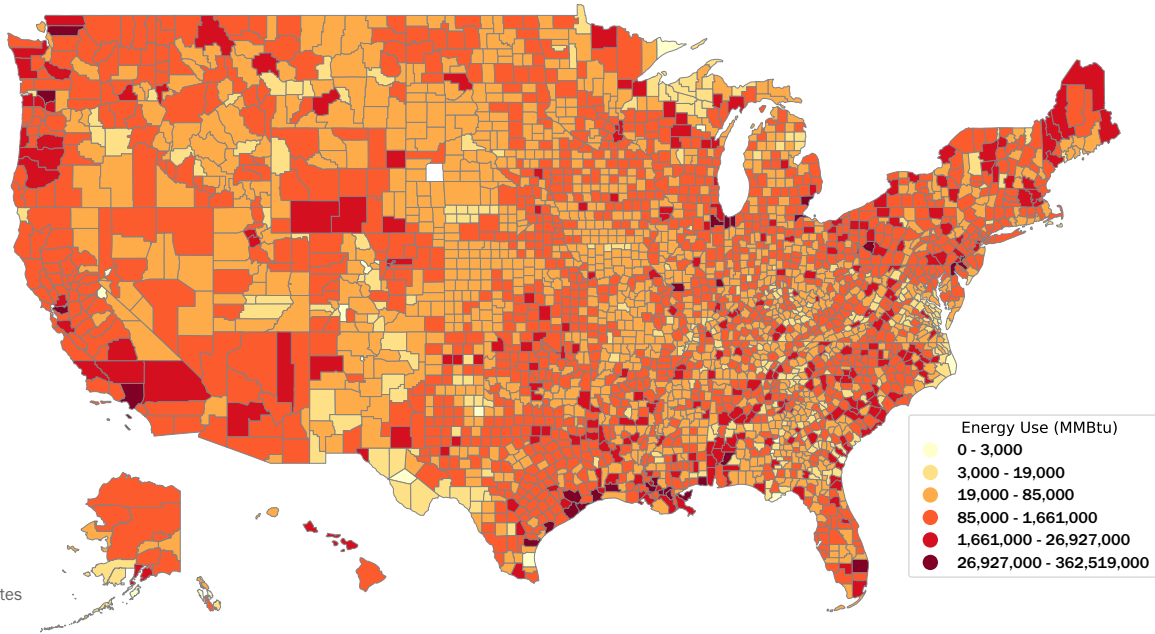 Energy Use (MMBtu)
0 - 3,000
3,000 - 19,000
19,000 - 85,000
85,000 - 1,661,000
1,661,000 - 26,927,000
26,927,000 - 362,519,000
tes